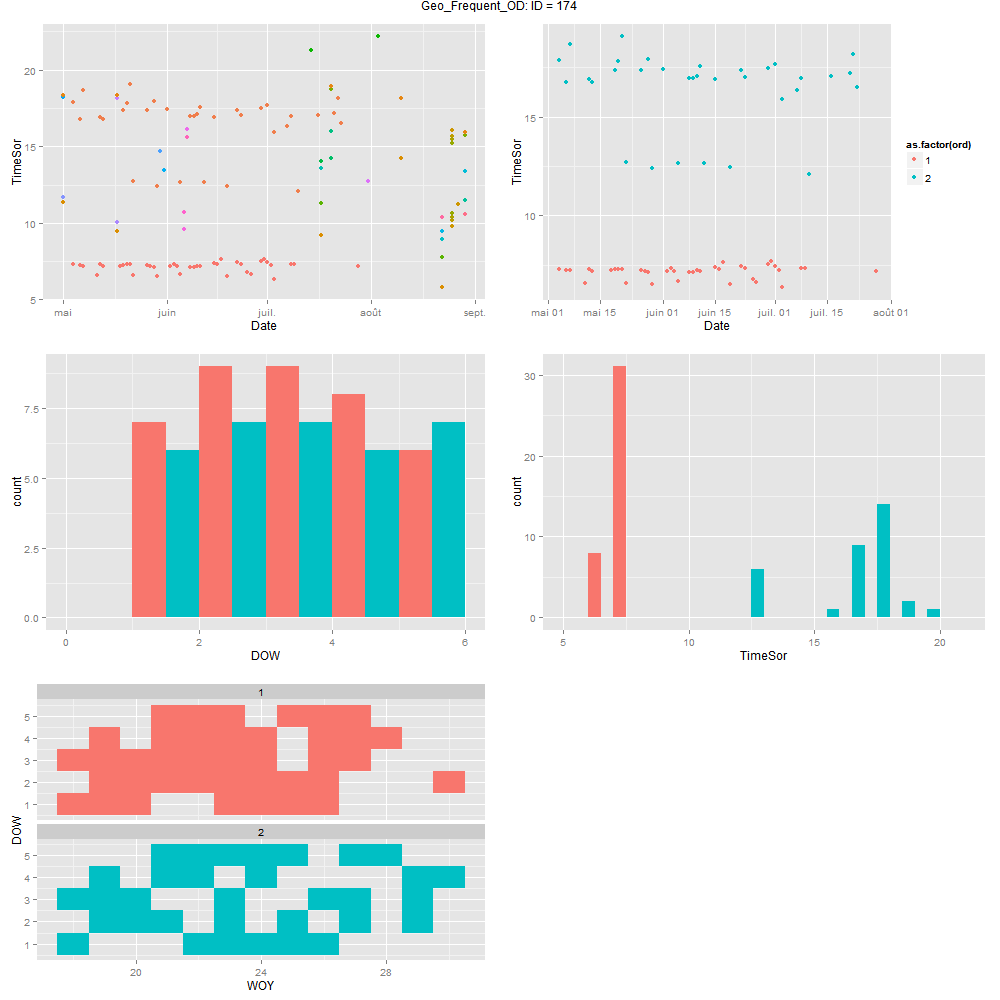 Geo_Frequent_OD: ID = 174
TimeSor
20
15
10
5
mai
juin
juil.
août
sept.
Date
TimeSor
15
10
mai 01
mai 15
juin 01
juin 15
juil. 01
juil. 15
août 01
Date
as.factor(ord)
1
2
count
7.5
5.0
2.5
0.0
0
2
4
6
DOW
count
30
20
10
0
5
10
15
20
TimeSor
DOW
1
5
4
3
2
1
2
5
4
3
2
1
20
24
28
WOY